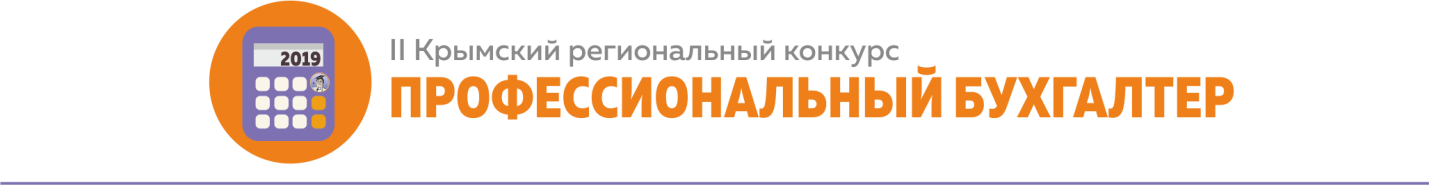 2019
II Крымский региональный конкурс
ПРОФЕССИОНАЛЬНЫЙ БУХГАЛТЕР